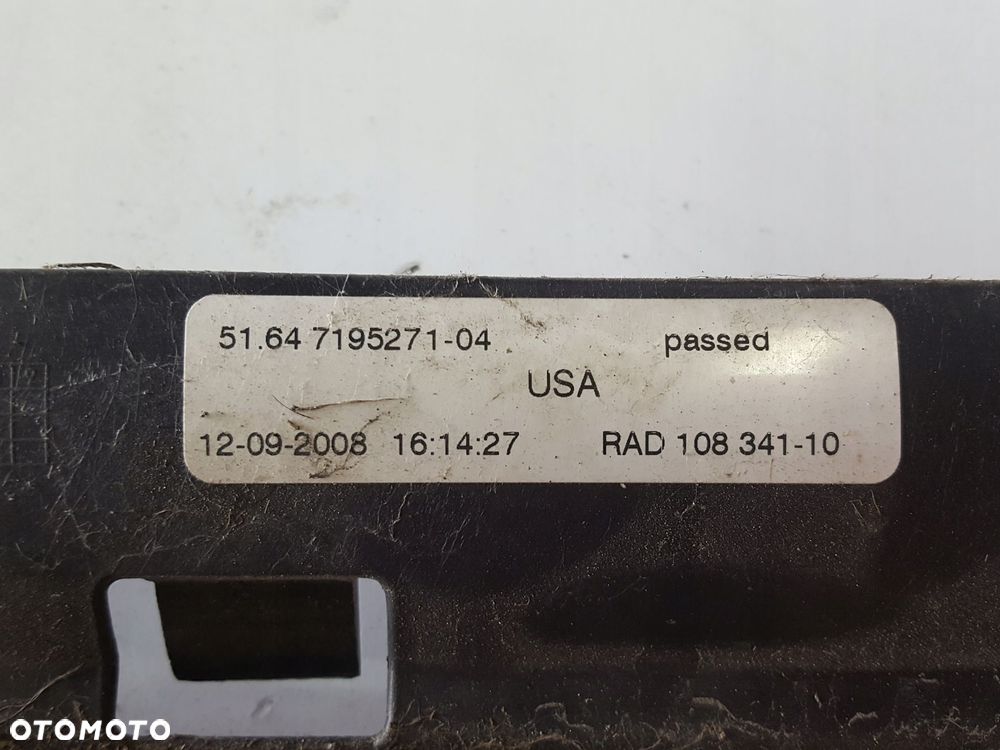 51.64 7195271-04 passed
USA
12-09-2008 16:14:27 RAD 108 341-10
OTOMOTO